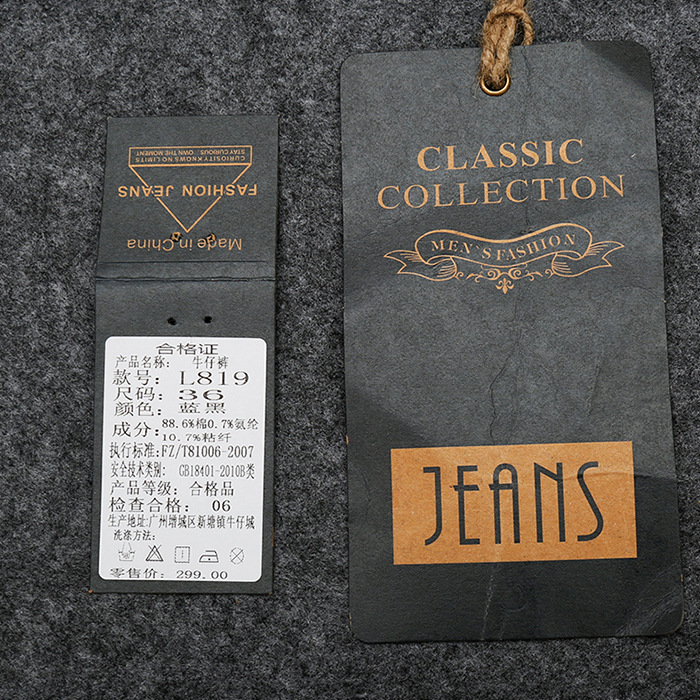 CURIOSITY KNOWS NO LIMITS
STAY CURIOUS. OWN THE MOMENT
FASHION JEANS
Made in China
合格证
产品名称: 牛仔裤
款号: L819
尺码: 36
颜色: 蓝黑
成分: 88.6%棉0.7%氨纶
10.7%粘纤
执行标准:FZ/T81006-2007
安全技术类别: GB18401-2010B类
产品等级: 合格品
检查合格: 06
生产地址:广州增城区新塘镇牛仔城
洗涤方法:
零售价: 299.00
CLASSIC
COLLECTION
MEN`S FASHION
JEANS